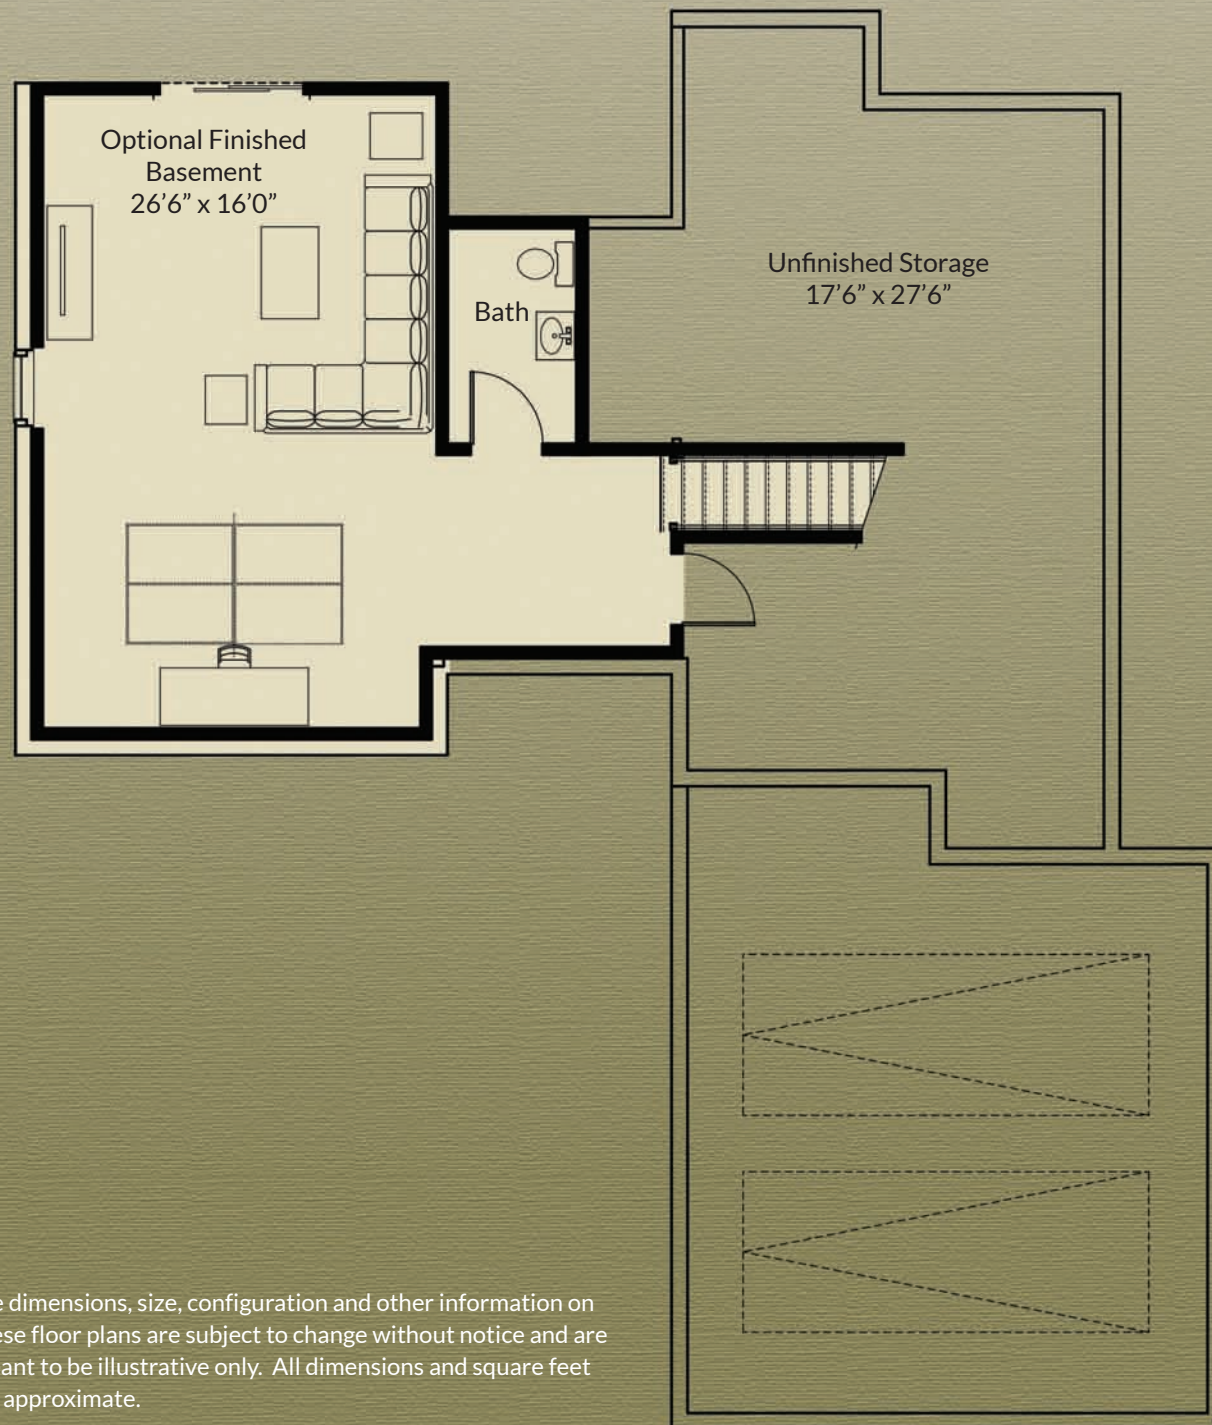 Optional Finished
Basement
26’6” x 16’0”
Unfinished Storage
17’6” x 27’6”
Bath
dimensions, size, configuration and other information on
floor plans are subject to change without notice and are
to be illustrative only.  All dimensions and square feet
approximate.